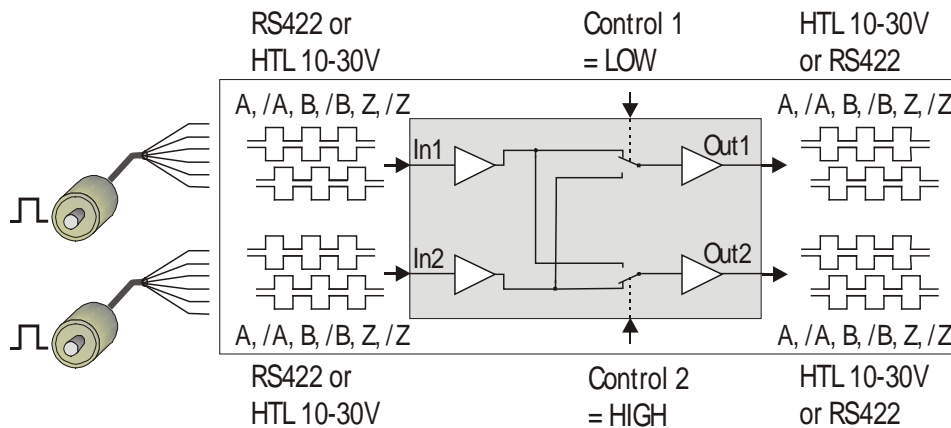 RS422 or
HTL 10-30V
Control 1
= LOW
HTL 10-30V
or RS422
A, /A, B, /B, Z, /Z
A, /A, B, /B, Z, /Z
In1
Out1
In2
Out2
A, /A, B, /B, Z, /Z
A, /A, B, /B, Z, /Z
RS422 or
HTL 10-30V
Control 2
= HIGH
HTL 10-30V
or RS422